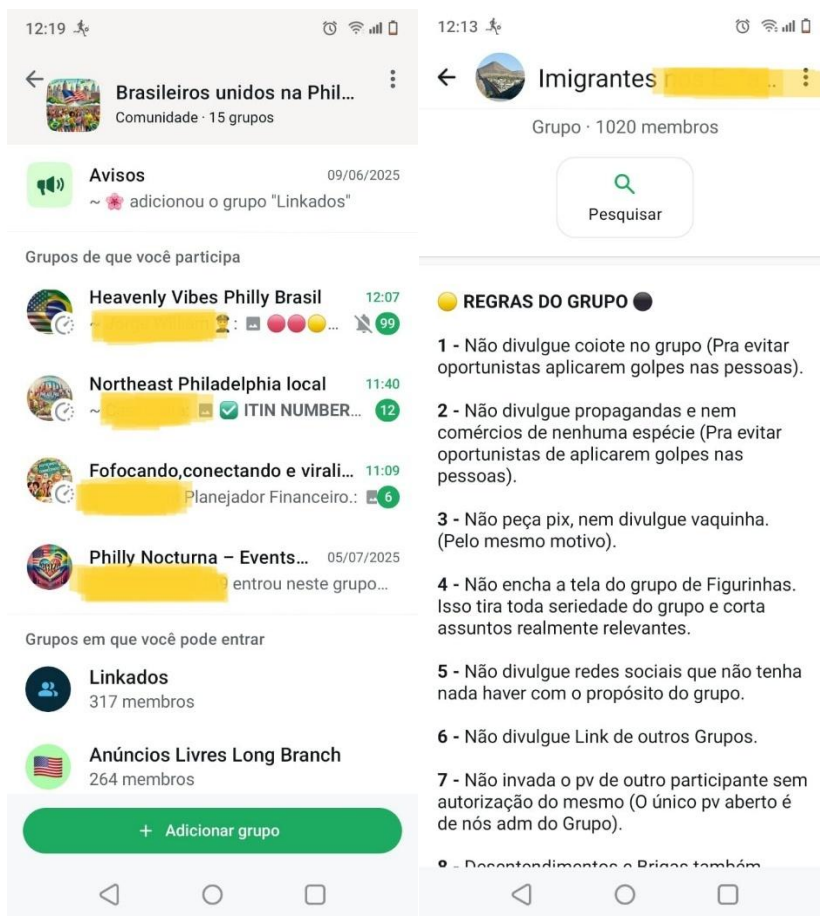 12:19
Brasileiros unidos na Phil...
Comunidade · 15 grupos
Avisos 09/06/2025
~ 🌸 adicionou o grupo "Linkados"
Grupos de que você participa
Heavenly Vibes Philly Brasil 12:07
~ : 99
Northeast Philadelphia local 11:40
~ ✅ ITIN NUMBER... 12
Fofocando,conectando e virali... 11:09
Planejador Financeiro.: 6
Philly Nocturna – Events... 05/07/2025
entrou neste grupo...
Grupos em que você pode entrar
Linkados
317 membros
Anúncios Livres Long Branch
264 membros
+ Adicionar grupo
12:13
Imigrantes
Grupo · 1020 membros
Pesquisar
🟡 REGRAS DO GRUPO ⚫
1 - Não divulgue coiote no grupo (Pra evitar
oportunistas aplicarem golpes nas pessoas).
2 - Não divulgue propagandas e nem
comércios de nenhuma espécie (Pra evitar
oportunistas de aplicarem golpes nas
pessoas).
3 - Não peça pix, nem divulgue vaquinha.
(Pelo mesmo motivo).
4 - Não encha a tela do grupo de Figurinhas.
Isso tira toda seriedade do grupo e corta
assuntos realmente relevantes.
5 - Não divulgue redes sociais que não tenha
nada haver com o propósito do grupo.
6 - Não divulgue Link de outros Grupos.
7 - Não invada o pv de outro participante sem
autorização do mesmo (O único pv aberto é
de nós adm do Grupo).
8 - Desentendimentos e Brigas também